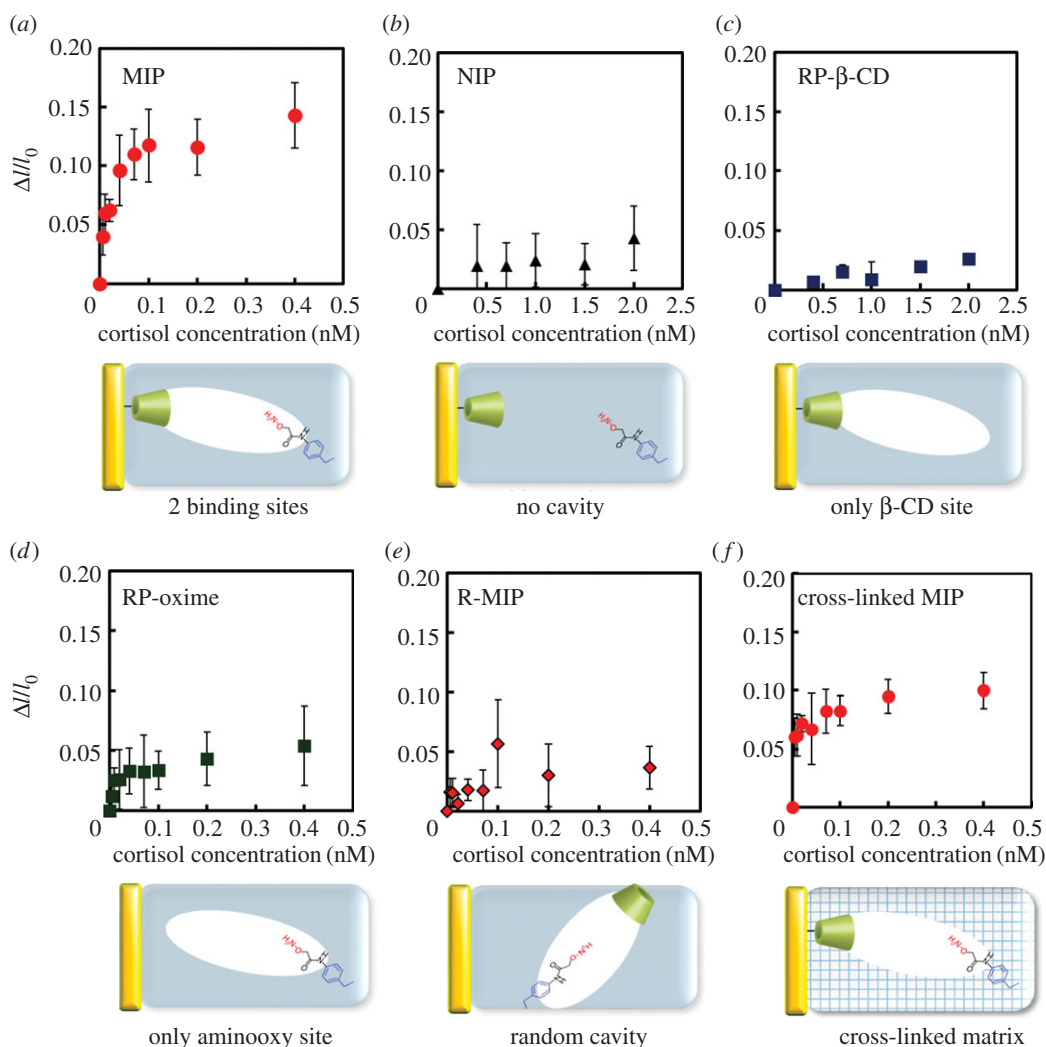 (a)
MIP
0.20
0.15
0.10
0.05
Δl/l0
0 0.1 0.2 0.3 0.4 0.5
cortisol concentration (nM)
H2N
O
O
N
H
2 binding sites
(b)
NIP
0.20
0.15
0.10
0.05
0 0.5 1.0 1.5 2.0 2.5
cortisol concentration (nM)
H2N
O
O
N
H
no cavity
(c)
RP-β-CD
0.20
0.15
0.10
0.05
0 0.5 1.0 1.5 2.0 2.5
cortisol concentration (nM)
only β-CD site
(d)
RP-oxime
0.20
0.15
0.10
0.05
Δl/l0
0 0.1 0.2 0.3 0.4 0.5
cortisol concentration (nM)
H2N
O
O
N
H
only aminooxy site
(e)
R-MIP
0.20
0.15
0.10
0.05
0 0.1 0.2 0.3 0.4 0.5
cortisol concentration (nM)
random cavity
(f)
cross-linked MIP
0.20
0.15
0.10
0.05
0 0.1 0.2 0.3 0.4 0.5
cortisol concentration (nM)
H2N
O
O
N
H
cross-linked matrix